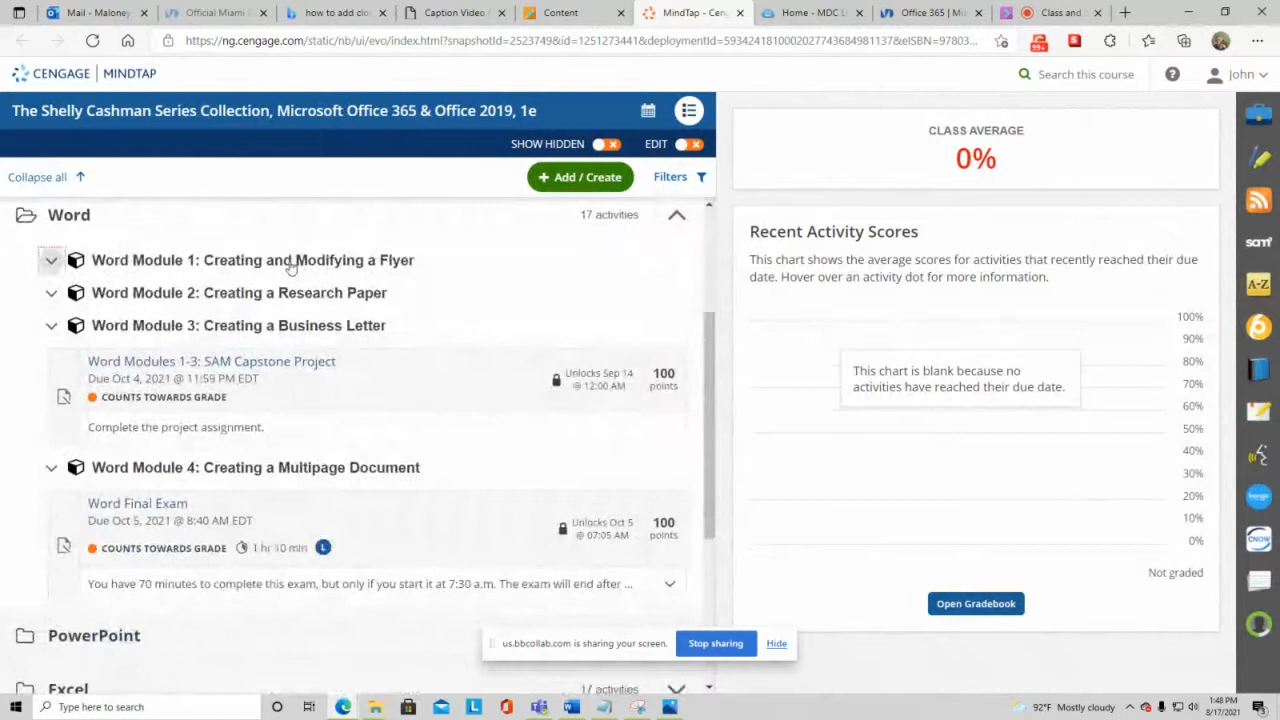 Mail - Maloney
Official Miami
how to add clos
Caption Video
Content
MindTap - Cen
Home - MDC L
Office 365 | Mi
Class and
https://ng.cengage.com/static/nb/ui/evo/index.html?snapshotId=2523749&id=1251273441&deploymentId=5934241810002027743684981137&eISBN=97803...
99+
CENGAGE | MINDTAP
Search this course
John
The Shelly Cashman Series Collection, Microsoft Office 365 & Office 2019, 1e
SHOW HIDDEN
EDIT
Collapse all
+ Add / Create
Filters
Word
17 activities
Word Module 1: Creating and Modifying a Flyer
Word Module 2: Creating a Research Paper
Word Module 3: Creating a Business Letter
Word Modules 1-3: SAM Capstone Project
Due Oct 4, 2021 @ 11:59 PM EDT
COUNTS TOWARDS GRADE
Unlocks Sep 14
@ 12:00 AM
100
points
Complete the project assignment.
Word Module 4: Creating a Multipage Document
Word Final Exam
Due Oct 5, 2021 @ 8:40 AM EDT
COUNTS TOWARDS GRADE
1 hr 10 min
L
Unlocks Oct 5
@ 07:05 AM
100
points
You have 70 minutes to complete this exam, but only if you start it at 7:30 a.m. The exam will end after ...
PowerPoint
Excel
17 activities
CLASS AVERAGE
0%
Recent Activity Scores
This chart shows the average scores for activities that recently reached their due
date. Hover over an activity dot for more information.
100%
90%
80%
70%
60%
50%
40%
30%
20%
10%
0%
This chart is blank because no
activities have reached their due date.
Not graded
Open Gradebook
us.bbcollab.com is sharing your screen.
Stop sharing
Hide
sam
A-Z
CNOW
Type here to search
92°F Mostly cloudy
1:48 PM
8/17/2021